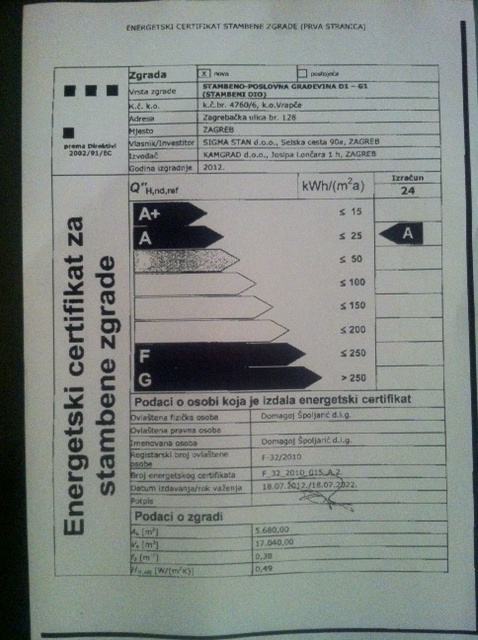 ENERGETSKI CERTIFIKAT STAMBENE ZGRADE (PRVA STRANICA)
prema Direktivi
2002/91/EC
Energetski certifikat za
stambene zgrade
Zgrada X nova postojeća
Vrsta zgrade STAMBENO-POSLOVNA GRAĐEVINA D1 - G1
(STAMBENI DIO)
K.č. k.o. k.č.br. 4760/6, k.o.Vrapče
Adresa Zagrebačka ulica br. 128
Mjesto ZAGREB
Vlasnik/Investitor SIGMA STAN d.o.o., Selska cesta 90a, ZAGREB
Izvođač KAMGRAD d.o.o., Josipa Lončara 1 h, ZAGREB
Godina izgradnje 2012.
Q''H,nd,ref kWh/(m²a) Izračun
24
A+ ≤ 15
A ≤ 25 A
≤ 50
≤ 100
≤ 150
≤ 200
F ≤ 250
G > 250
Podaci o osobi koja je izdala energetski certifikat
Ovlaštena fizička osoba Domagoj Špoljarić d.i.g.
Ovlaštena pravna osoba
Imenovana osoba Domagoj Špoljarić d.i.g.
Registarski broj ovlaštene
osobe F-32/2010
Broj energetskog certifikata F_32_2010_015_A_2
Datum izdavanja/rok važenja 18.07.2012./18.07.2022.
Potpis
Podaci o zgradi
[m²] 5.680,00
[m³] 17.040,00
[m⁻¹] 0,38
[W/(m²K)] 0,49